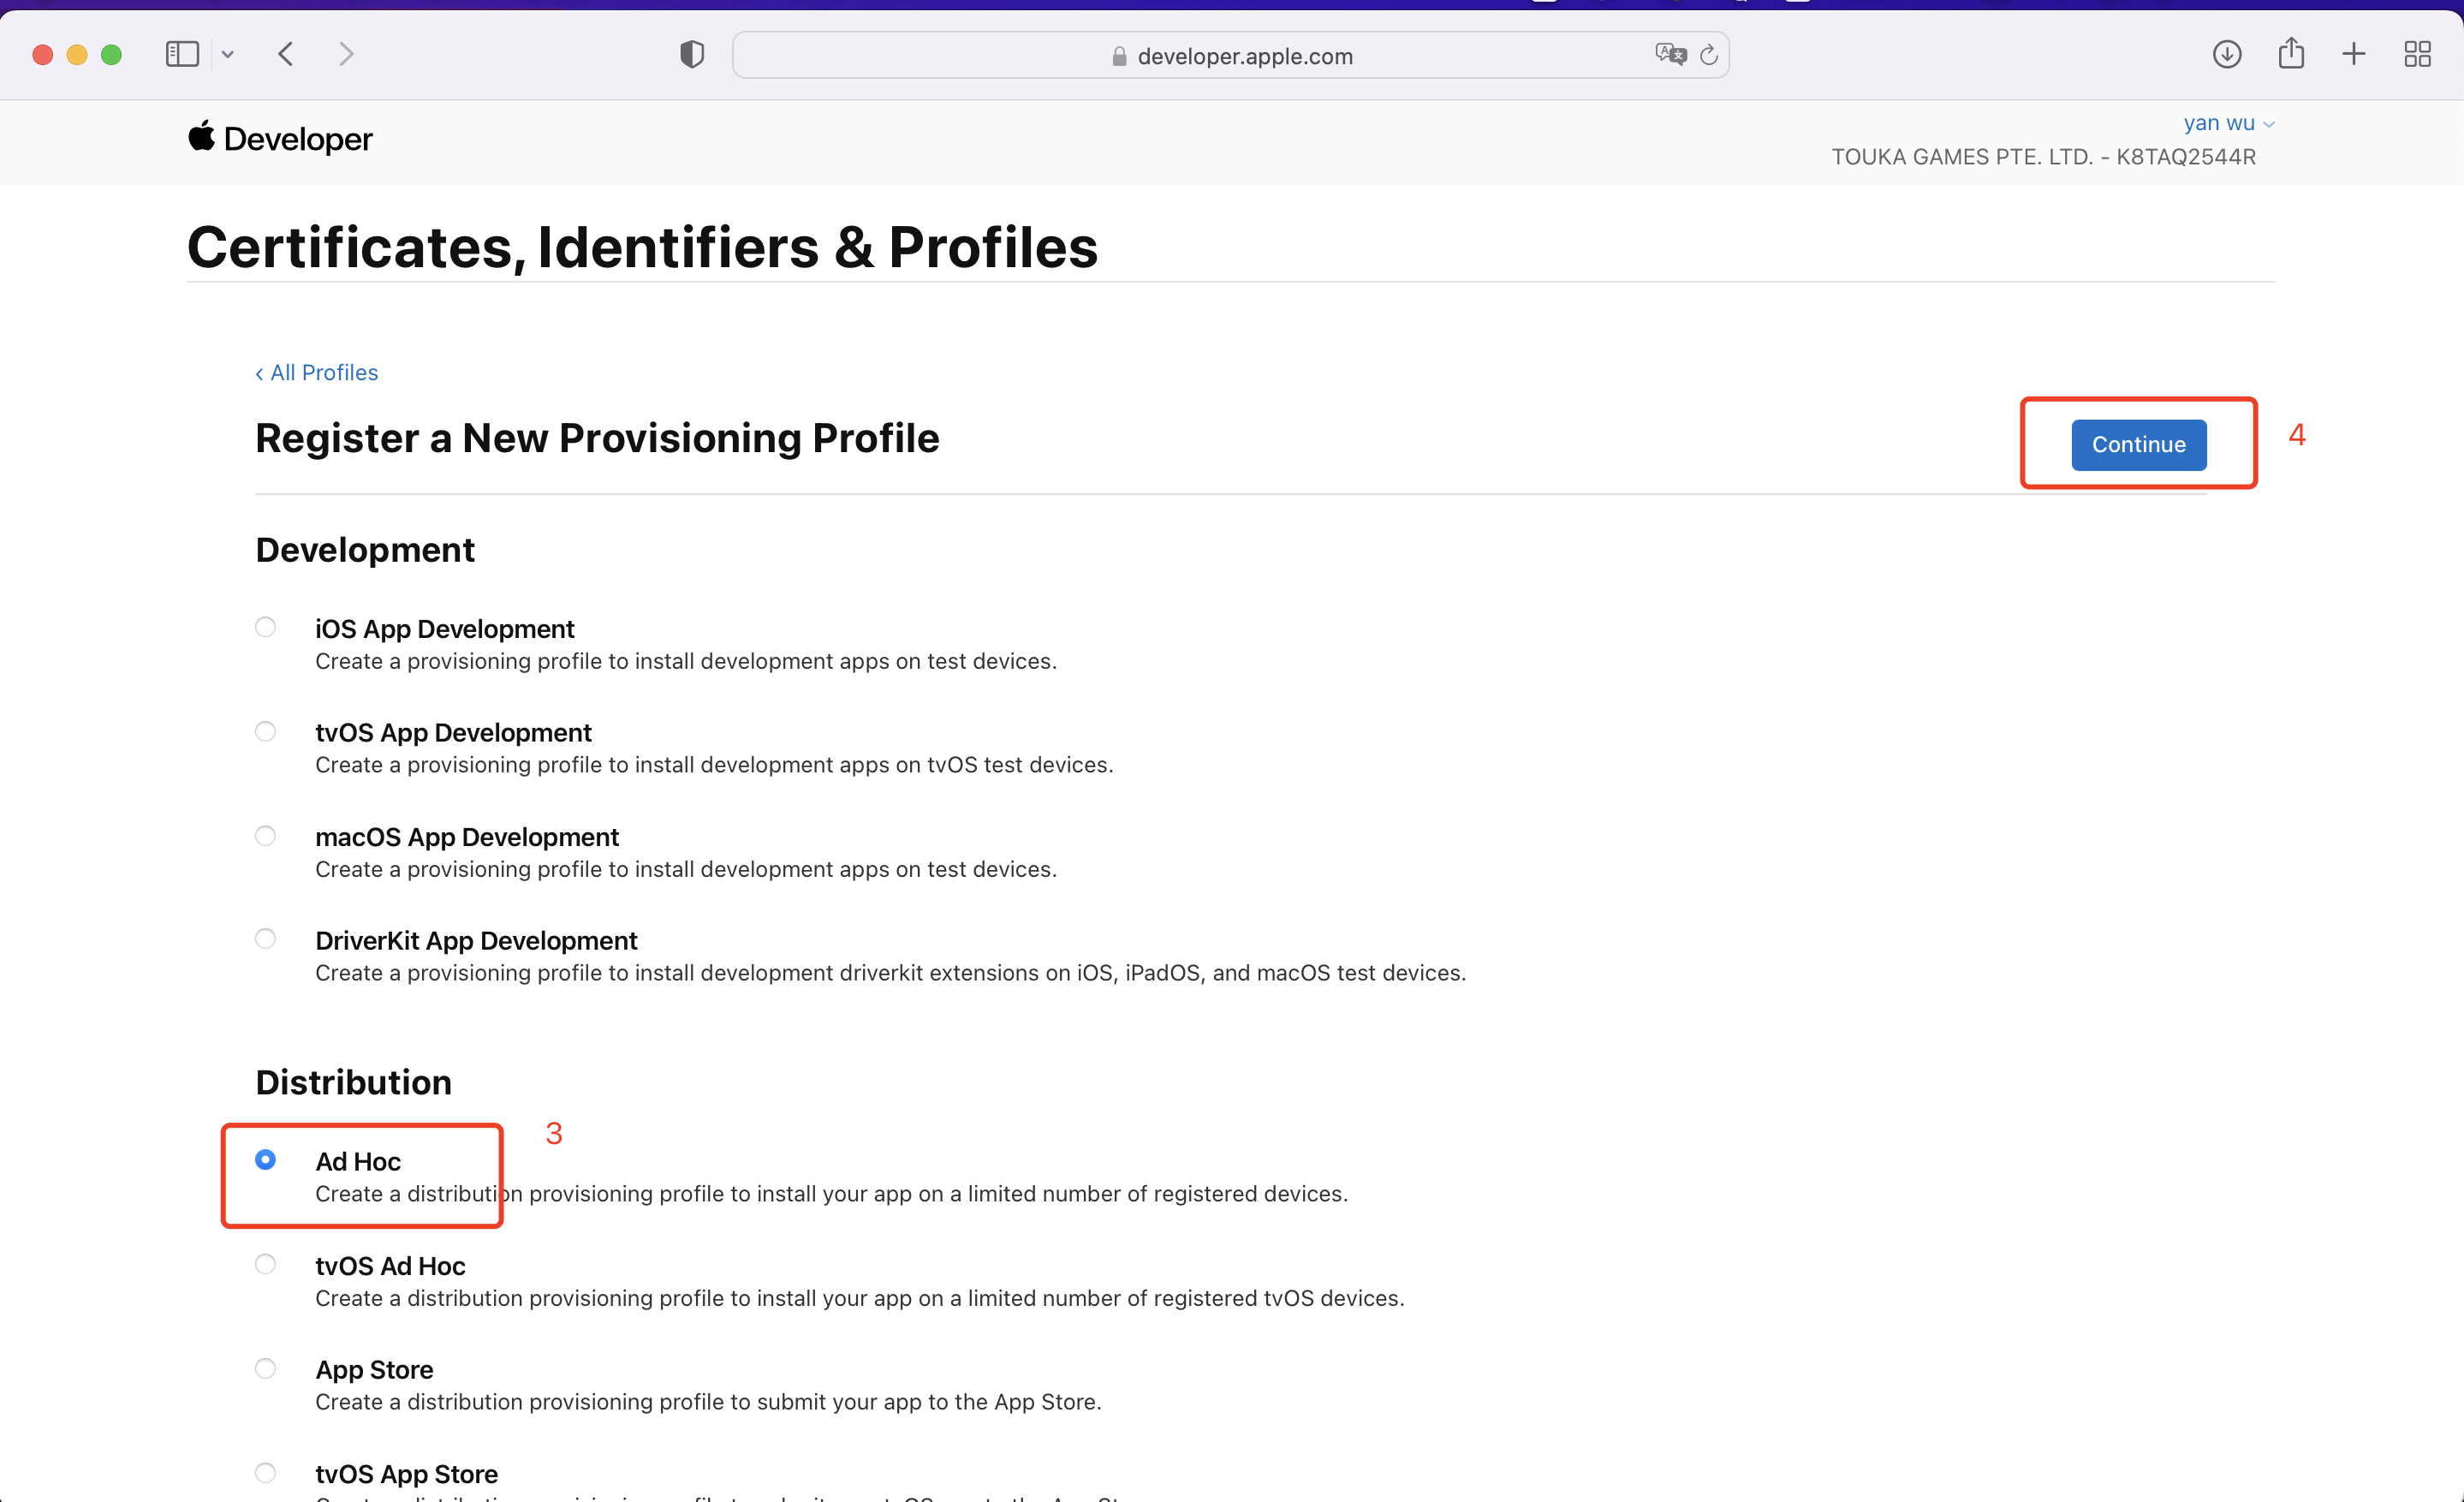 developer.apple.com
Developer
yan wu
TOUKA GAMES PTE. LTD. - K8TAQ2544R
Certificates, Identifiers & Profiles
‹ All Profiles
Register a New Provisioning Profile
Continue
4
Development
iOS App Development
Create a provisioning profile to install development apps on test devices.
tvOS App Development
Create a provisioning profile to install development apps on tvOS test devices.
macOS App Development
Create a provisioning profile to install development apps on test devices.
DriverKit App Development
Create a provisioning profile to install development driverkit extensions on iOS, iPadOS, and macOS test devices.
Distribution
3
Ad Hoc
Create a distribution provisioning profile to install your app on a limited number of registered devices.
tvOS Ad Hoc
Create a distribution provisioning profile to install your app on a limited number of registered tvOS devices.
App Store
Create a distribution provisioning profile to submit your app to the App Store.
tvOS App Store